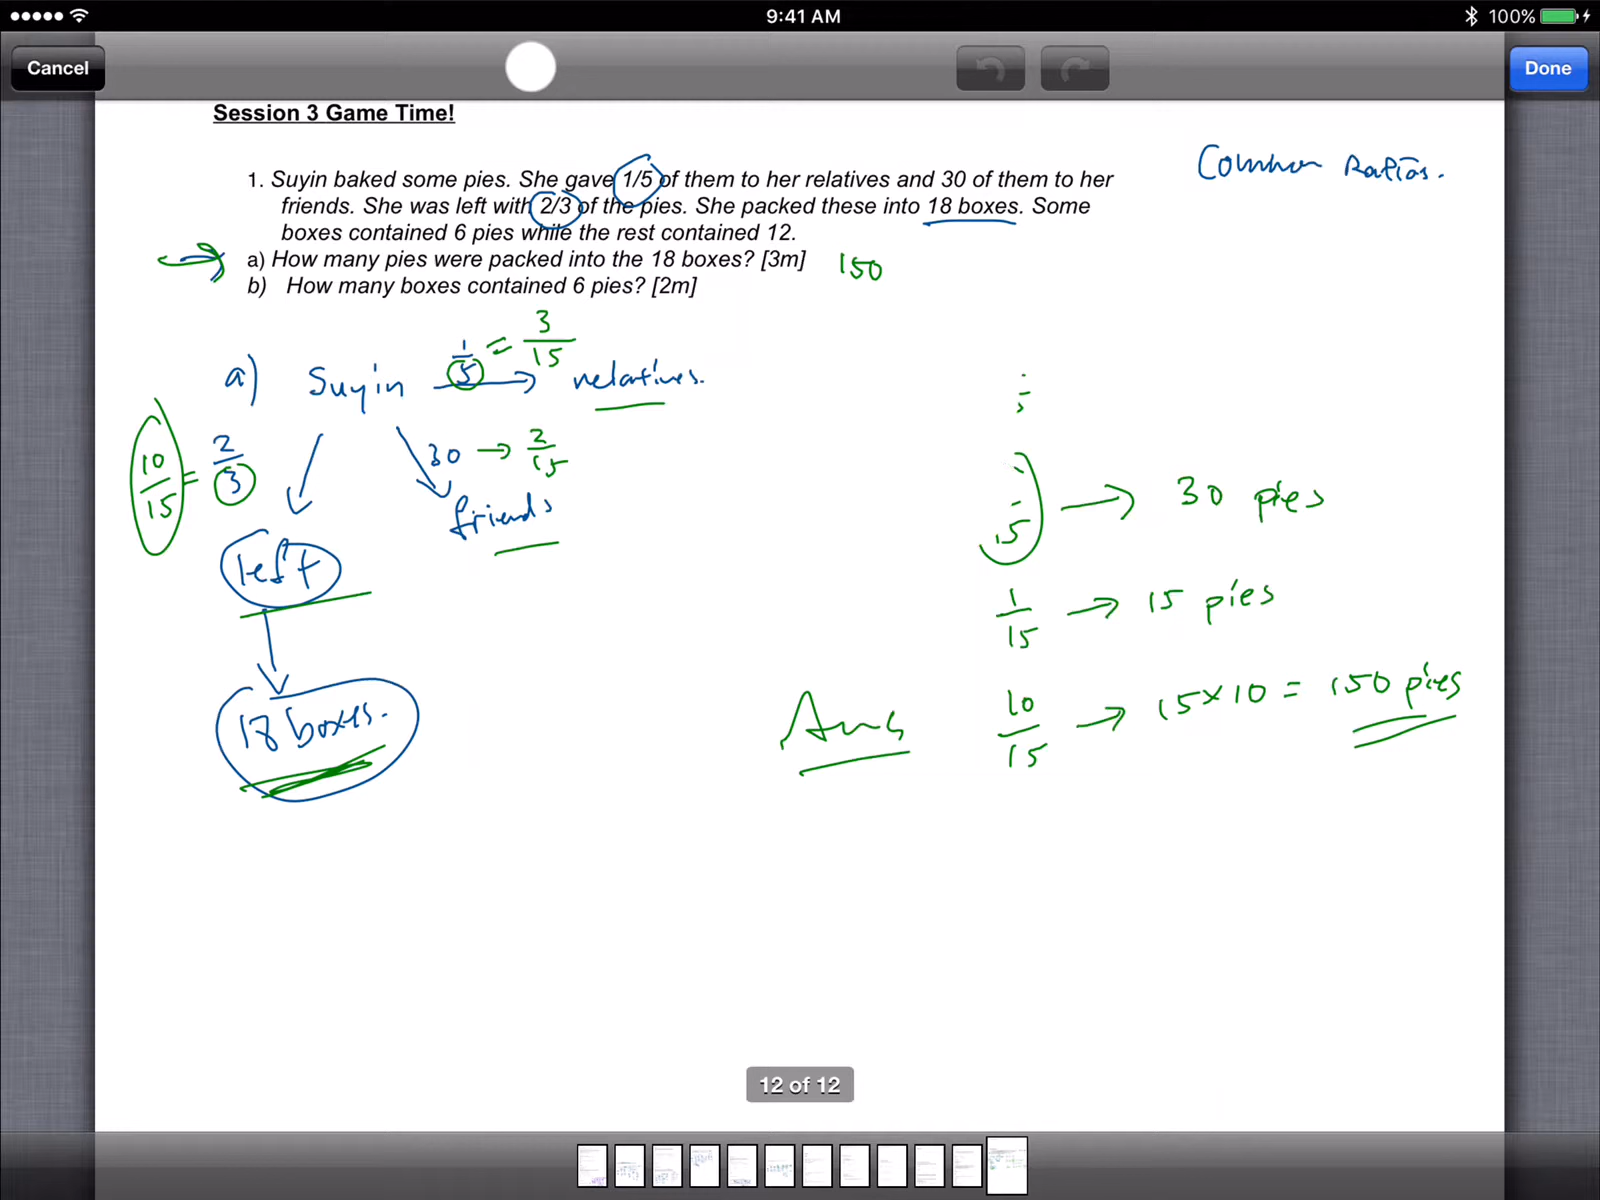 9:41 AM
100%
Cancel
Done
Session 3 Game Time!
Common Ratios.
1. Suyin baked some pies. She gave 1/5 of them to her relatives and 30 of them to her
friends. She was left with 2/3 of the pies. She packed these into 18 boxes. Some
boxes contained 6 pies while the rest contained 12.
a) How many pies were packed into the 18 boxes? [3m] 150
b) How many boxes contained 6 pies? [2m]
a) Suyin 1/5 = 3/15 → relatives.
10/15 = 2/3
30 → 2/15
friends
left
18 boxes.
15 → 30 pies
1/15 → 15 pies
Ans 10/15 → 15×10 = 150 pies
12 of 12